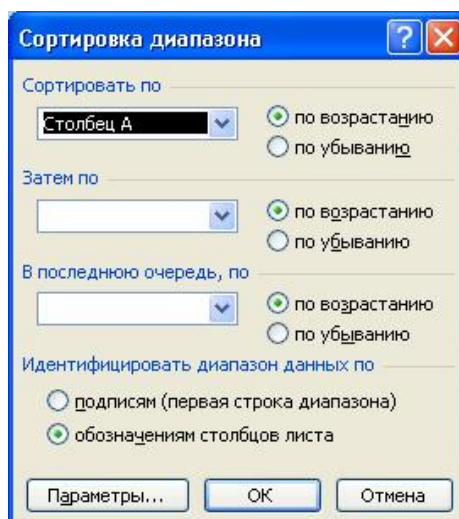 Сортировка диапазона
Сортировать по
Столбец A
по возрастанию
по убыванию
Затем по
по возрастанию
по убыванию
В последнюю очередь, по
по возрастанию
по убыванию
Идентифицировать диапазон данных по
подписям (первая строка диапазона)
обозначениям столбцов листа
Параметры...
ОК
Отмена